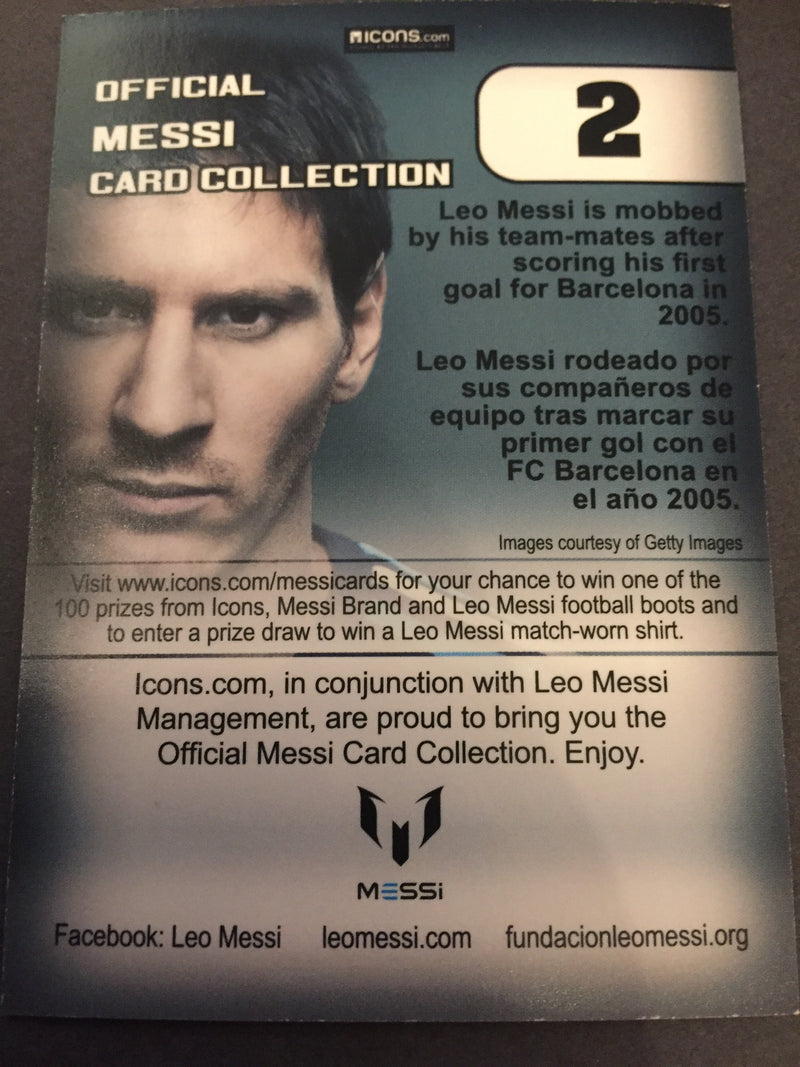 ICONS.com
OFFICIAL
MESSI
CARD COLLECTION
2
Leo Messi is mobbed
by his team-mates after
scoring his first
goal for Barcelona in
2005.
Leo Messi rodeado por
sus compañeros de
equipo tras marcar su
primer gol con el
FC Barcelona en
el año 2005.
Images courtesy of Getty Images
Visit www.icons.com/messicards for your chance to win one of the
100 prizes from Icons, Messi Brand and Leo Messi football boots and
to enter a prize draw to win a Leo Messi match-worn shirt.
Icons.com, in conjunction with Leo Messi
Management, are proud to bring you the
Official Messi Card Collection. Enjoy.
MESSi
Facebook: Leo Messi leomessi.com fundacionleomessi.org